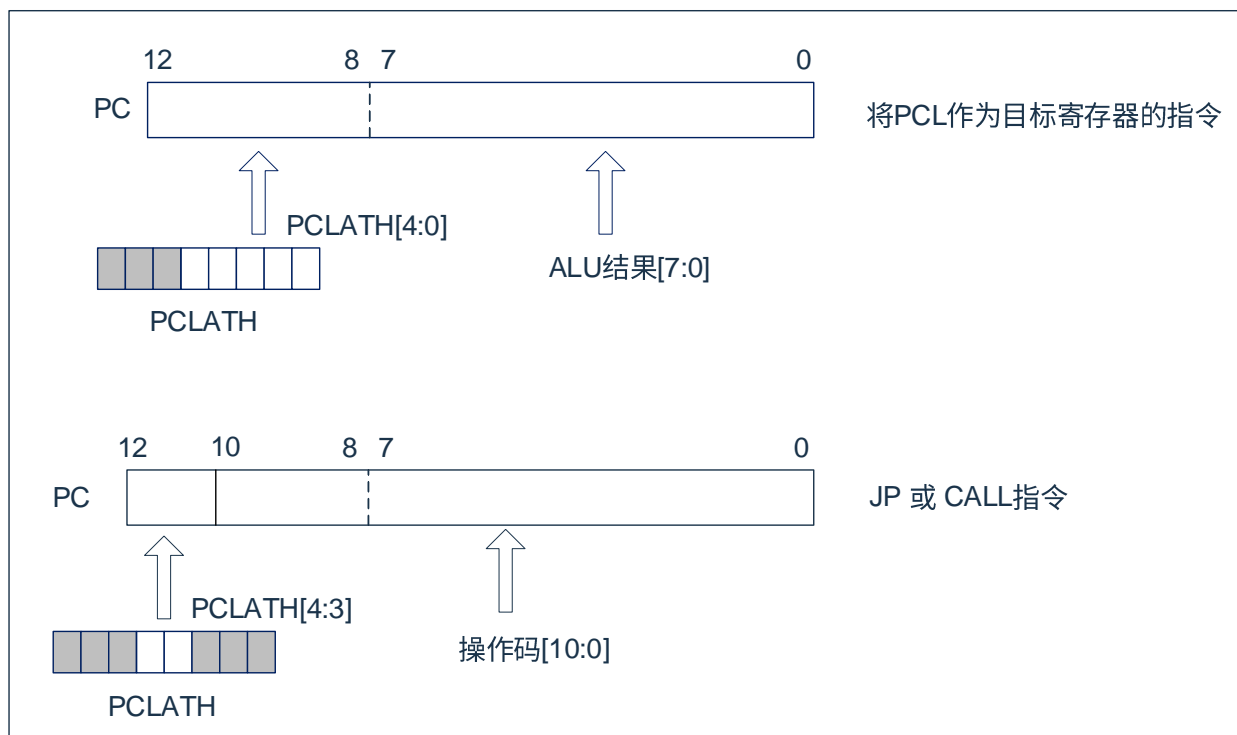 12 8 7 0
PC
将PCL作为目标寄存器的指令
PCLATH[4:0]
ALU结果[7:0]
PCLATH
12 10 8 7 0
PC
JP 或 CALL指令
PCLATH[4:3]
操作码[10:0]
PCLATH